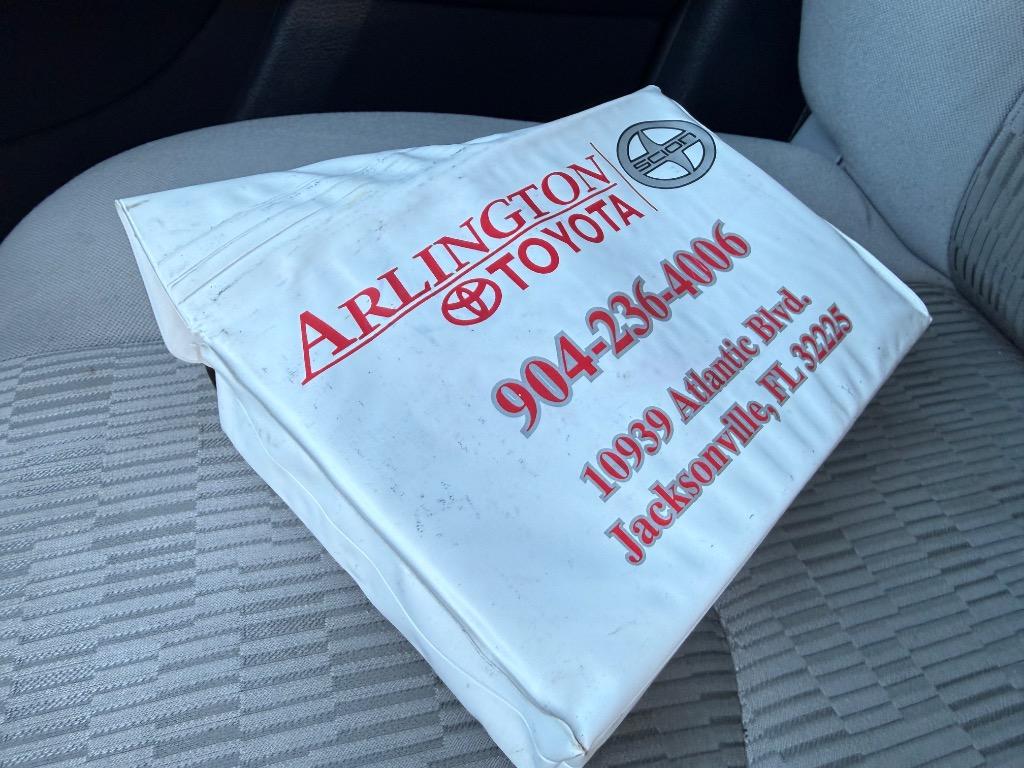 ARLINGTON
TOYOTA
SCION
904-236-4006
10939 Atlantic Blvd.
Jacksonville, FL 32225